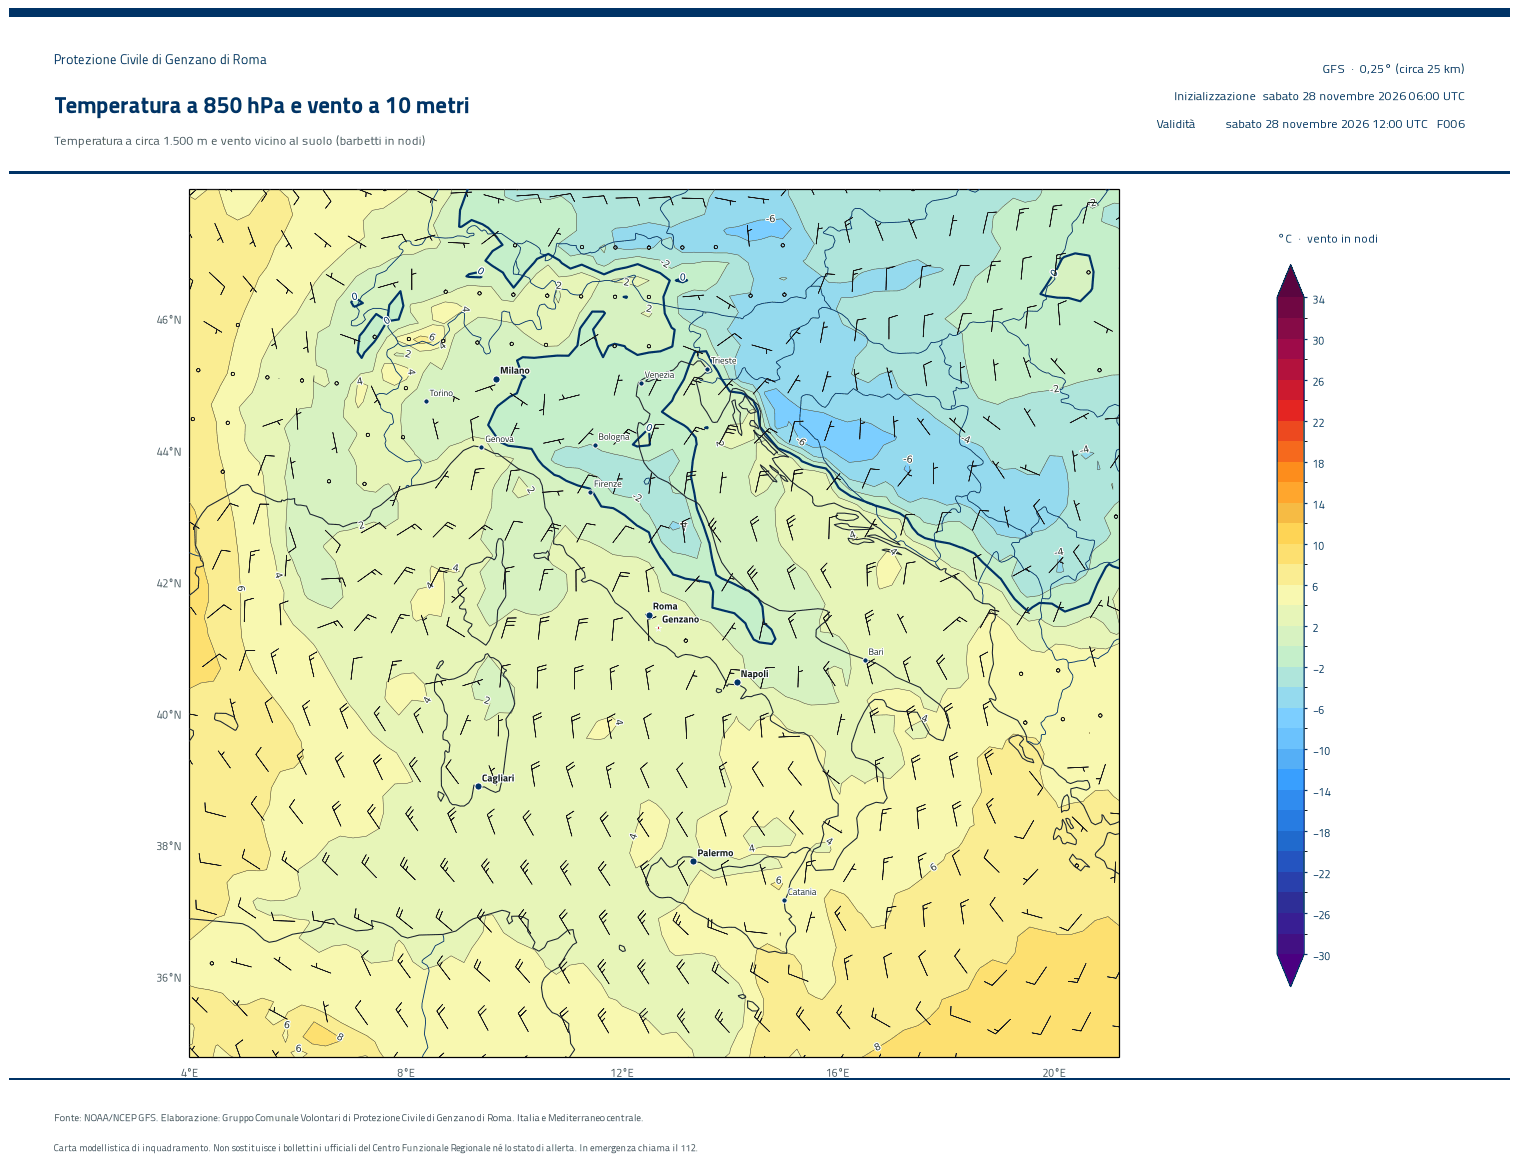 Protezione Civile di Genzano di Roma
Temperatura a 850 hPa e vento a 10 metri
Temperatura a circa 1.500 m e vento vicino al suolo (barbetti in nodi)
GFS · 0,25° (circa 25 km)
Inizializzazione sabato 28 novembre 2026 06:00 UTC
Validità sabato 28 novembre 2026 12:00 UTC F006
°C · vento in nodi
34
30
26
22
18
14
10
6
2
−2
−6
−10
−14
−18
−22
−26
−30
46°N
44°N
42°N
40°N
38°N
36°N
4°E
8°E
12°E
16°E
20°E
Trieste
Milano
Venezia
Torino
Genova
Bologna
Firenze
Roma
Genzano
Bari
Napoli
Cagliari
Palermo
Catania
Fonte: NOAA/NCEP GFS. Elaborazione: Gruppo Comunale Volontari di Protezione Civile di Genzano di Roma. Italia e Mediterraneo centrale.
Carta modellistica di inquadramento. Non sostituisce i bollettini ufficiali del Centro Funzionale Regionale né lo stato di allerta. In emergenza chiama il 112.